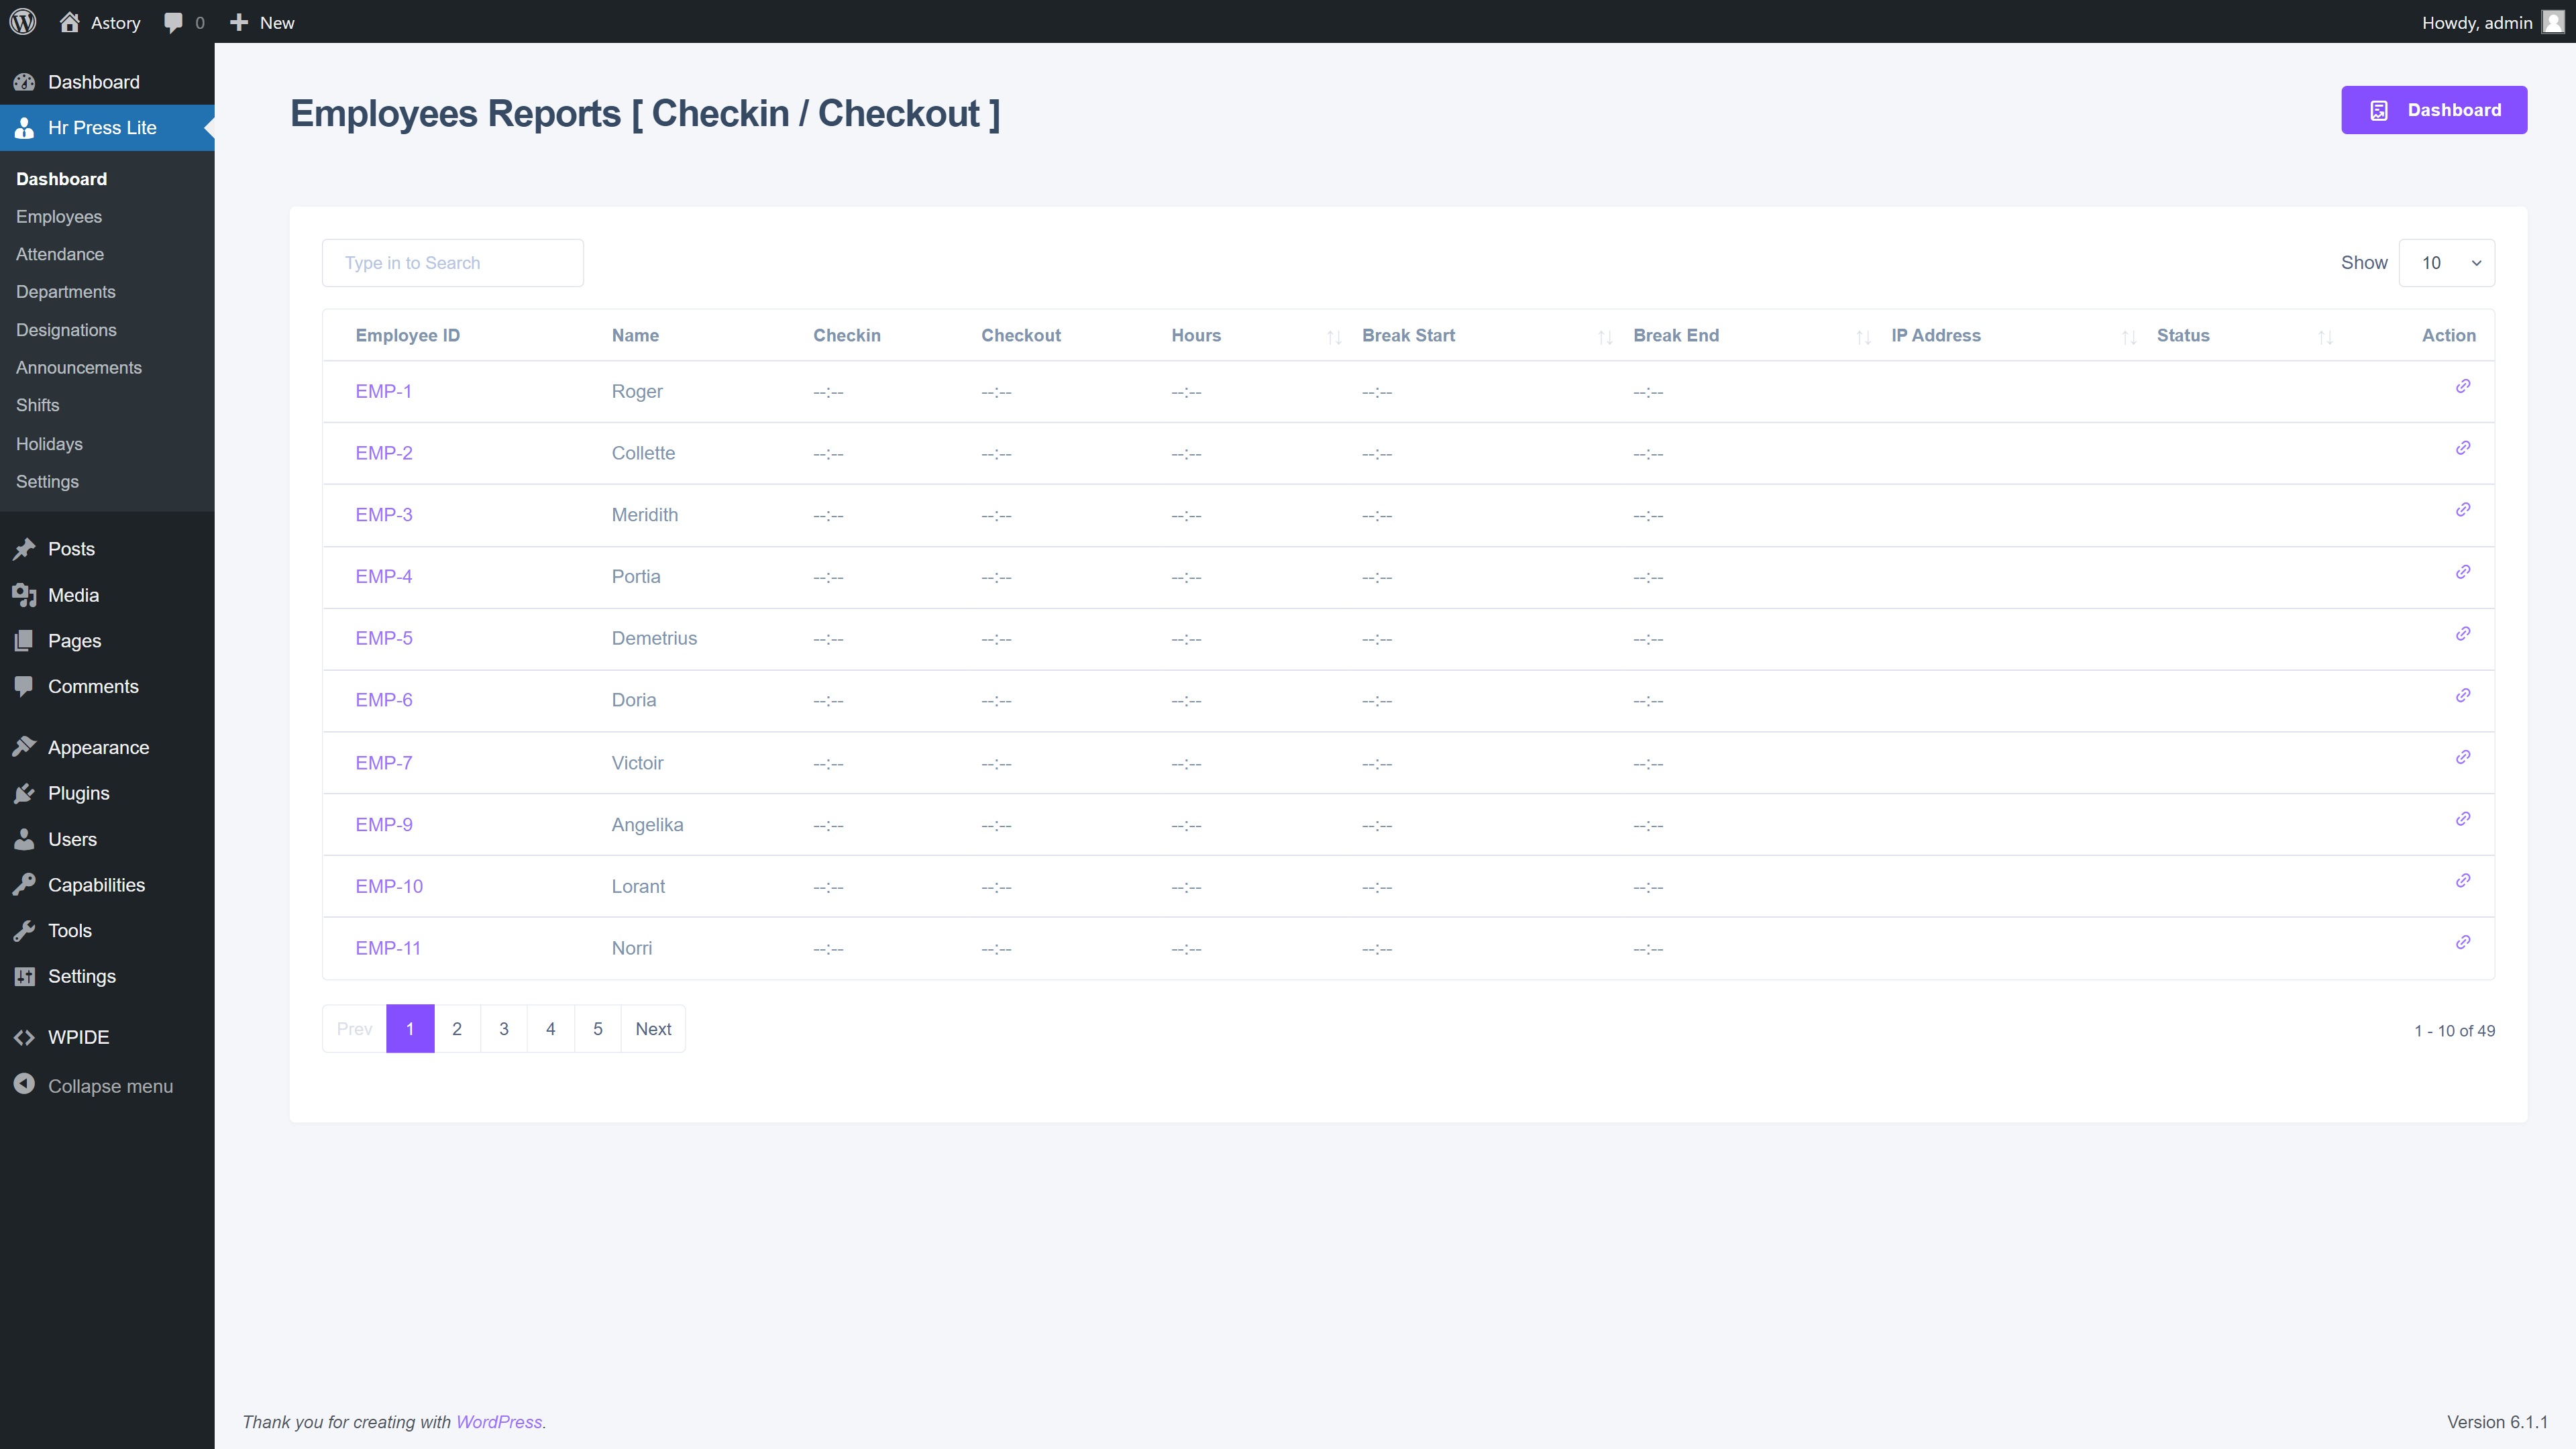 Astory 0 New Howdy, admin
Dashboard
Hr Press Lite
Dashboard
Employees
Attendance
Departments
Designations
Announcements
Shifts
Holidays
Settings
Posts
Media
Pages
Comments
Appearance
Plugins
Users
Capabilities
Tools
Settings
WPIDE
Collapse menu
Employees Reports [ Checkin / Checkout ]
Dashboard
Type in to Search
Show 10
Employee ID Name Checkin Checkout Hours Break Start Break End IP Address Status Action
EMP-1 Roger --:-- --:-- --:-- --:-- --:--
EMP-2 Collette --:-- --:-- --:-- --:-- --:--
EMP-3 Meridith --:-- --:-- --:-- --:-- --:--
EMP-4 Portia --:-- --:-- --:-- --:-- --:--
EMP-5 Demetrius --:-- --:-- --:-- --:-- --:--
EMP-6 Doria --:-- --:-- --:-- --:-- --:--
EMP-7 Victoir --:-- --:-- --:-- --:-- --:--
EMP-9 Angelika --:-- --:-- --:-- --:-- --:--
EMP-10 Lorant --:-- --:-- --:-- --:-- --:--
EMP-11 Norri --:-- --:-- --:-- --:-- --:--
Prev 1 2 3 4 5 Next
1 - 10 of 49
Thank you for creating with WordPress.
Version 6.1.1